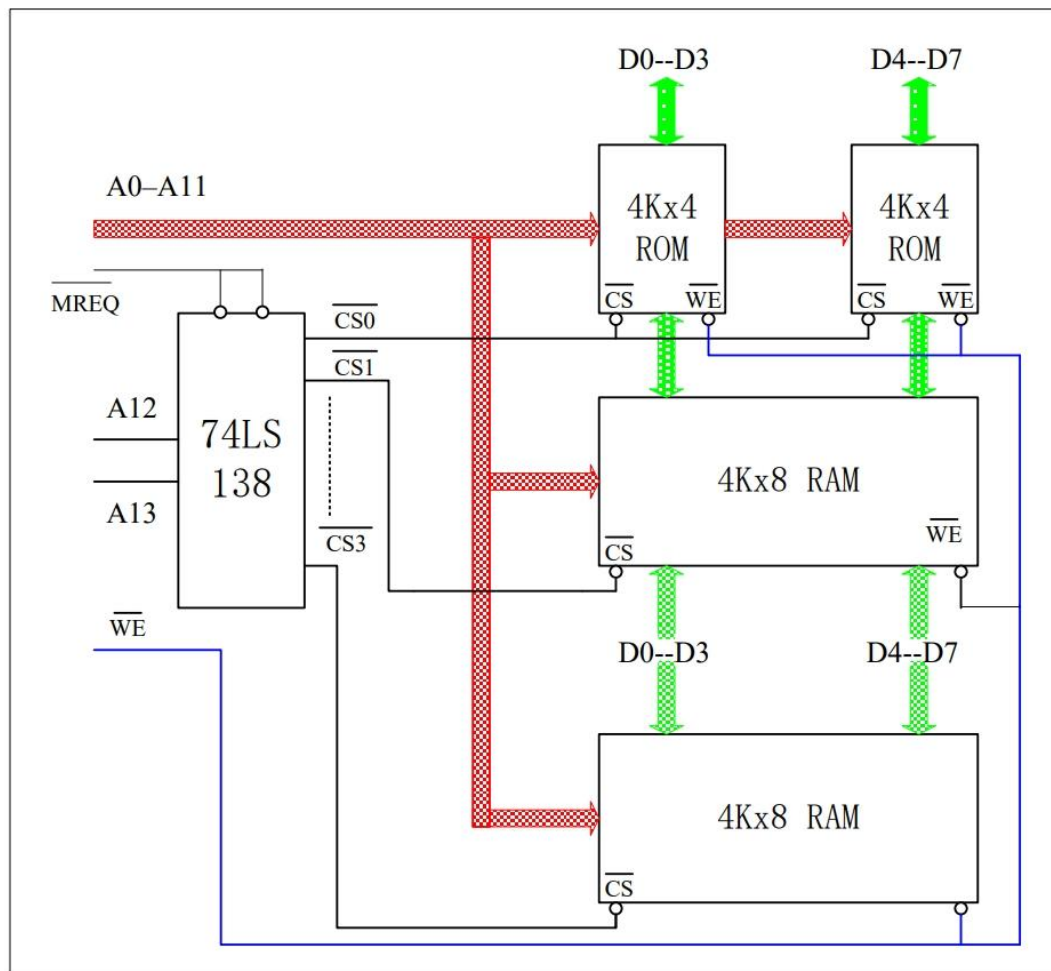 D0--D3
D4--D7
A0–A11
4Kx4
ROM
4Kx4
ROM
MREQ
CS
WE
CS
WE
CS0
CS1
A12
74LS
138
4Kx8 RAM
A13
CS3
CS
WE
WE
D0--D3
D4--D7
4Kx8 RAM
CS